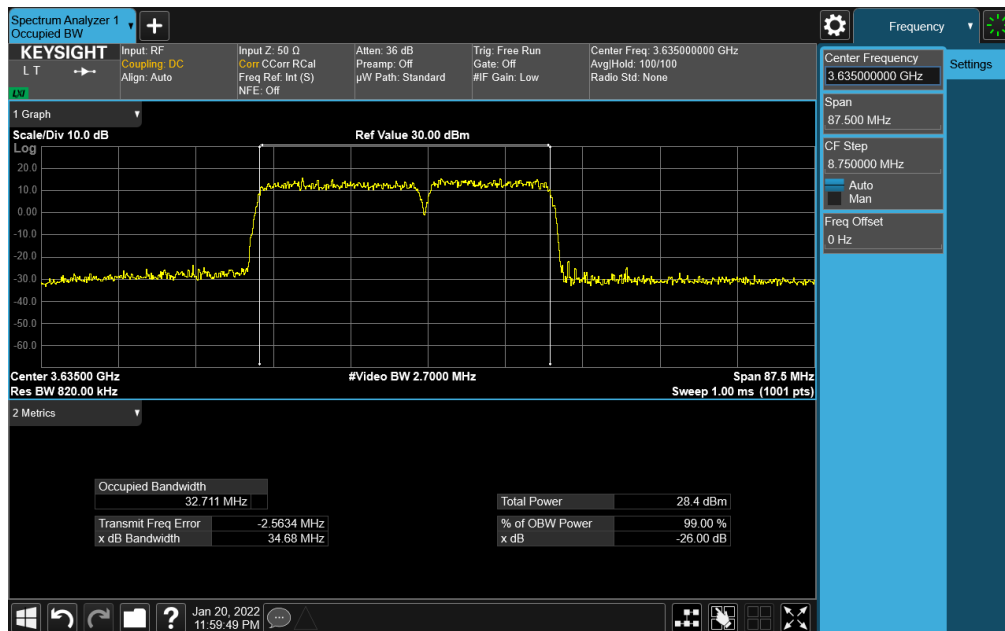 Spectrum Analyzer 1
Occupied BW
Frequency
KEYSIGHT
L T
LXI
Input: RF
Coupling: DC
Align: Auto
Input Z: 50 Ω
Corr CCorr RCal
Freq Ref: Int (S)
NFE: Off
Atten: 36 dB
Preamp: Off
µW Path: Standard
Trig: Free Run
Gate: Off
#IF Gain: Low
Center Freq: 3.635000000 GHz
Avg|Hold: 100/100
Radio Std: None
Center Frequency
3.635000000 GHz
Settings
Span
87.500 MHz
CF Step
8.750000 MHz
Auto
Man
Freq Offset
0 Hz
1 Graph
Scale/Div 10.0 dB
Ref Value 30.00 dBm
Log
20.0
10.0
0.00
-10.0
-20.0
-30.0
-40.0
-50.0
-60.0
Center 3.63500 GHz
#Video BW 2.7000 MHz
Span 87.5 MHz
Res BW 820.00 kHz
Sweep 1.00 ms (1001 pts)
2 Metrics
Occupied Bandwidth
32.711 MHz
Total Power 28.4 dBm
Transmit Freq Error -2.5634 MHz
% of OBW Power 99.00 %
x dB Bandwidth 34.68 MHz
x dB -26.00 dB
Jan 20, 2022
11:59:49 PM